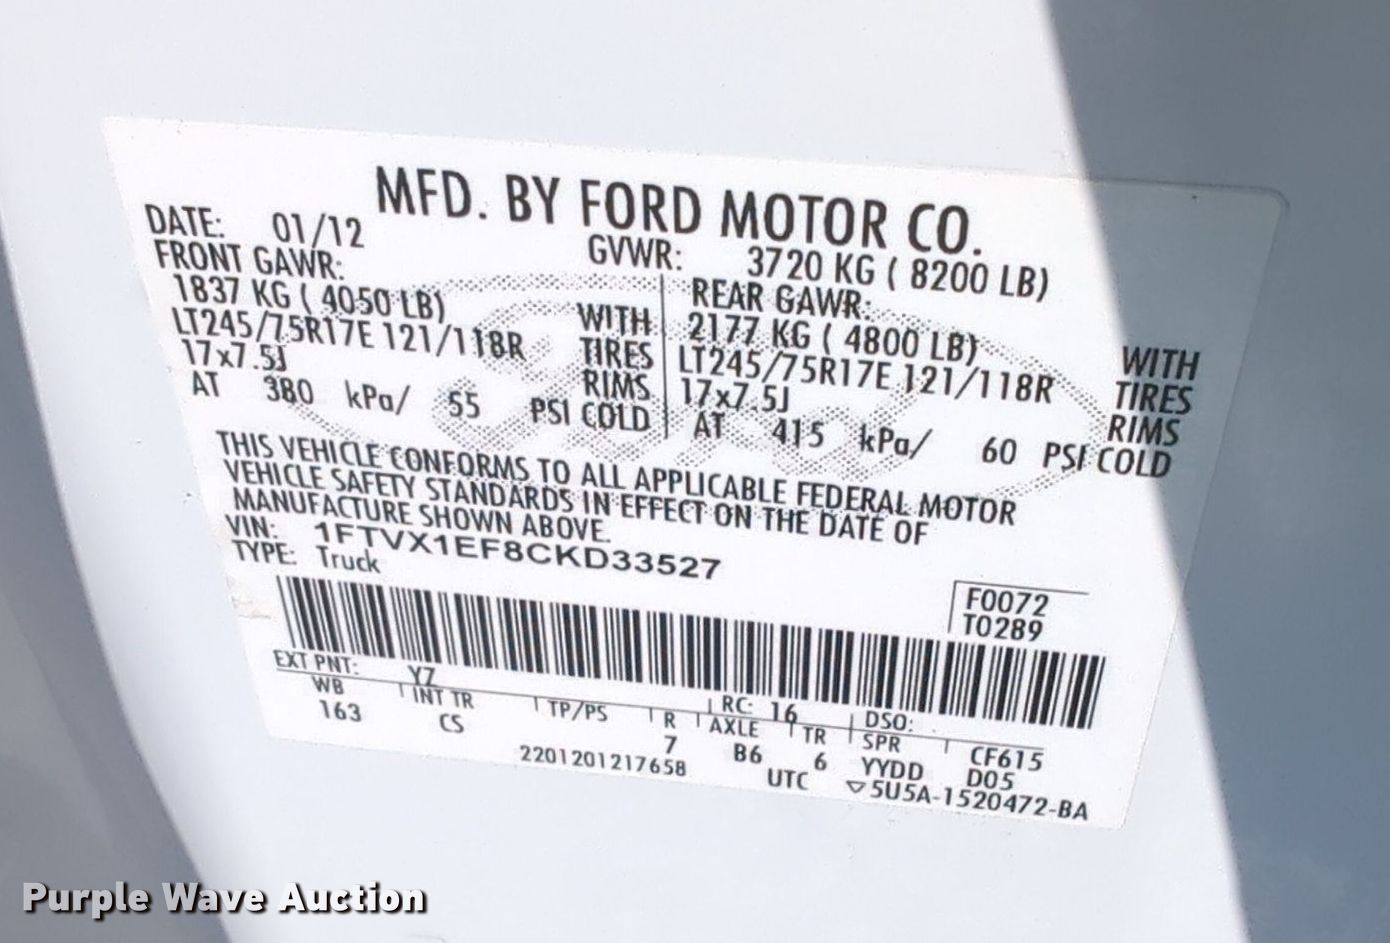 MFD. BY FORD MOTOR CO.
DATE: 01/12 GVWR: 3720 KG ( 8200 LB)
FRONT GAWR: REAR GAWR:
1837 KG ( 4050 LB) WITH 2177 KG ( 4800 LB) WITH
LT245/75R17E 121/118R TIRES LT245/75R17E 121/118R TIRES
17x7.5J RIMS 17x7.5J RIMS
AT 380 kPa/ 55 PSI COLD AT 415 kPa/ 60 PSI COLD
THIS VEHICLE CONFORMS TO ALL APPLICABLE FEDERAL MOTOR
VEHICLE SAFETY STANDARDS IN EFFECT ON THE DATE OF
MANUFACTURE SHOWN ABOVE.
VIN: 1FTVX1EF8CKD33527
TYPE: Truck
F0072
T0289
EXT PNT: YZ RC: 16 DSO:
WB INT TR TP/PS R AXLE TR SPR CF615
163 CS 7 B6 6 YYDD D05
2201201217658 UTC ▽5U5A-1520472-BA
Purple Wave Auction